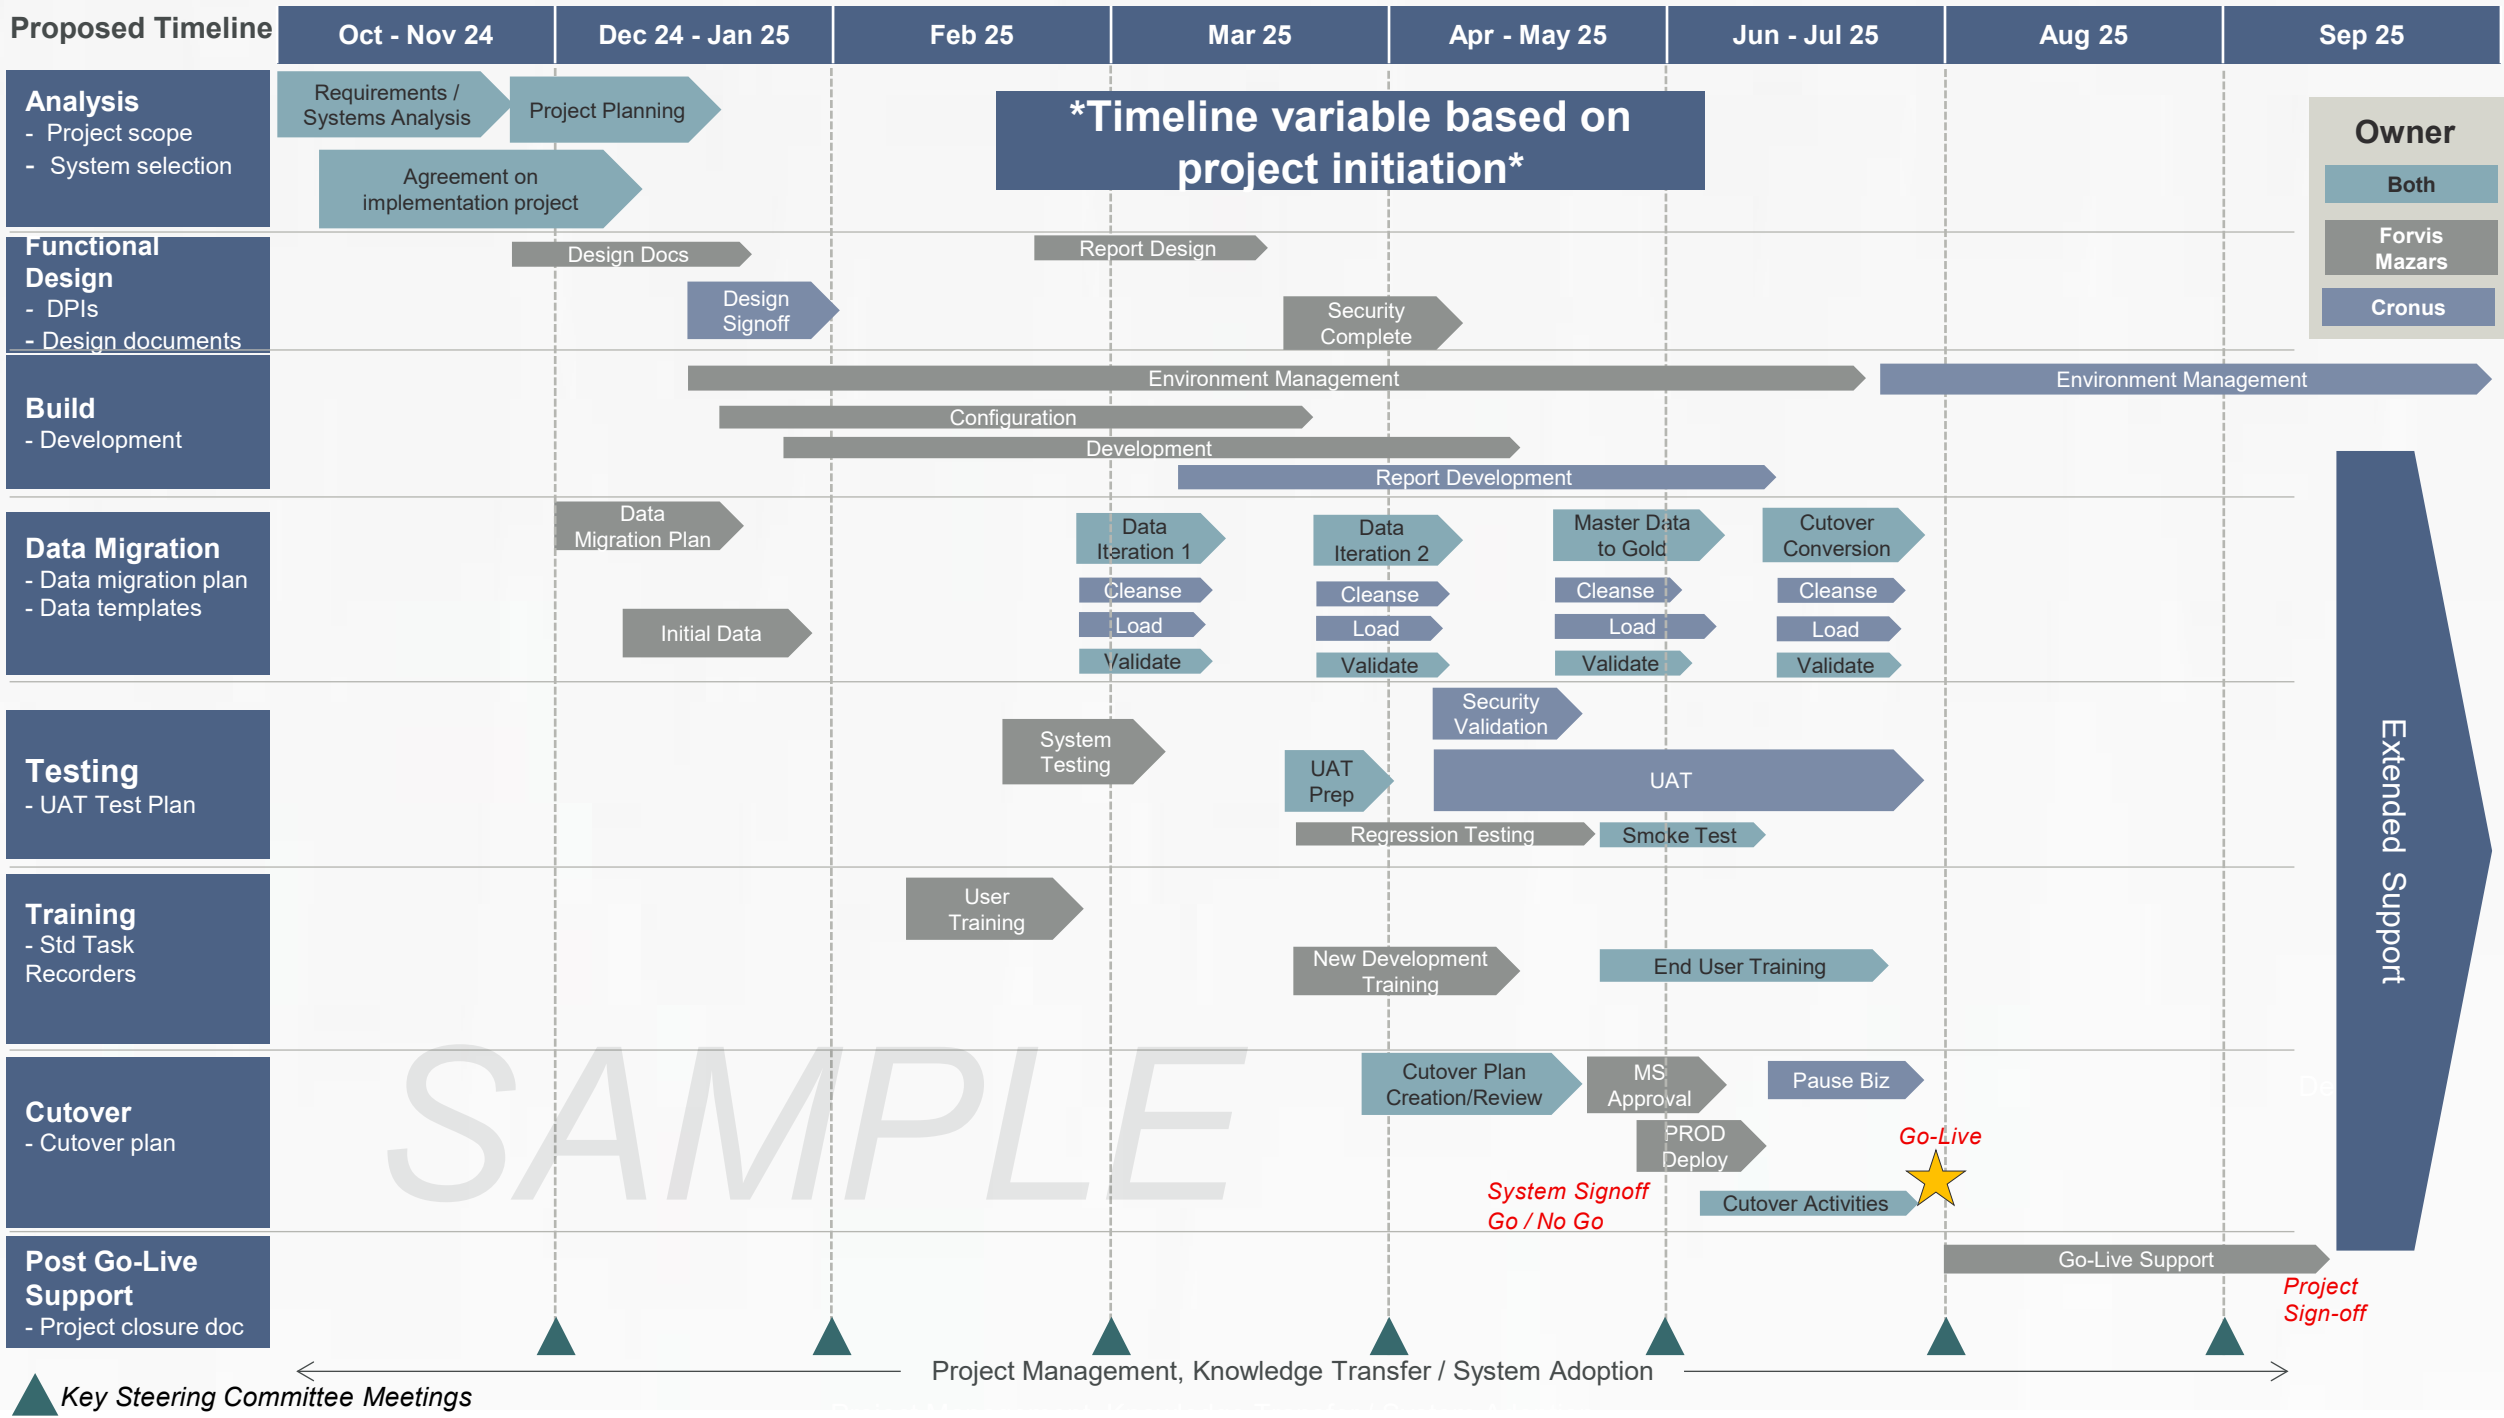 Proposed Timeline
Oct - Nov 24
Dec 24 - Jan 25
Feb 25
Mar 25
Apr - May 25
Jun - Jul 25
Aug 25
Sep 25
Analysis
- Project scope
- System selection
Requirements /
Systems Analysis
Project Planning
Agreement on
implementation project
*Timeline variable based on
project initiation*
Owner
Both
Forvis
Mazars
Cronus
Functional
Design
- DPIs
- Design documents
Design Docs
Report Design
Design
Signoff
Security
Complete
Build
- Development
Environment Management
Environment Management
Configuration
Development
Report Development
Data Migration
- Data migration plan
- Data templates
Data
Migration Plan
Initial Data
Data
Iteration 1
Cleanse
Load
Validate
Data
Iteration 2
Cleanse
Load
Validate
Master Data
to Gold
Cleanse
Load
Validate
Cutover
Conversion
Cleanse
Load
Validate
Testing
- UAT Test Plan
System
Testing
Security
Validation
UAT
Prep
UAT
Regression Testing
Smoke Test
Extended Support
Training
- Std Task
Recorders
User
Training
New Development
Training
End User Training
SAMPLE
Cutover
- Cutover plan
Cutover Plan
Creation/Review
MS
Approval
Pause Biz
PROD
Deploy
Go-Live
System Signoff
Go / No Go
Cutover Activities
Post Go-Live
Support
- Project closure doc
Go-Live Support
Project
Sign-off
Project Management, Knowledge Transfer / System Adoption
Key Steering Committee Meetings